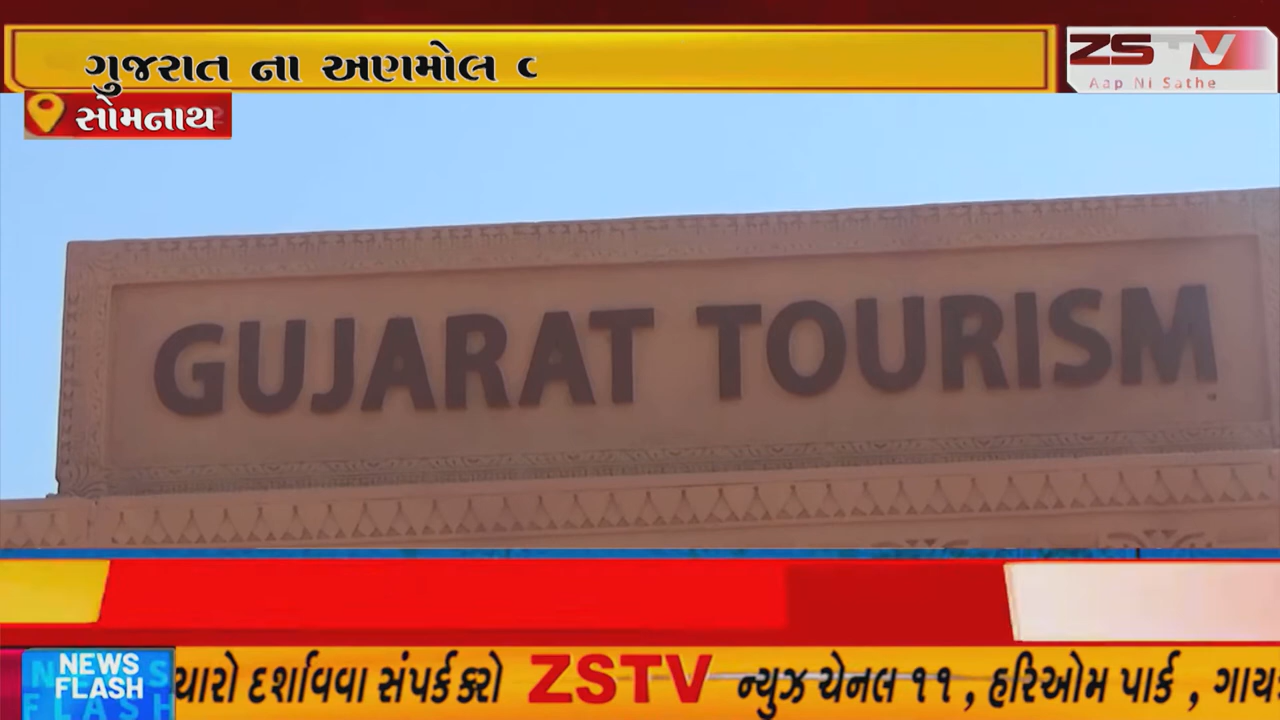 ગુજરાત ના અણમોલ
ZSTV
Aap Ni Sathe
સોમનાથ
GUJARAT TOURISM
NEWS FLASH
દર્શાવવા સંપર્ક કરો ZSTV ન્યુઝ ચેનલ ૧૧ , હરિઓમ પાર્ક ,